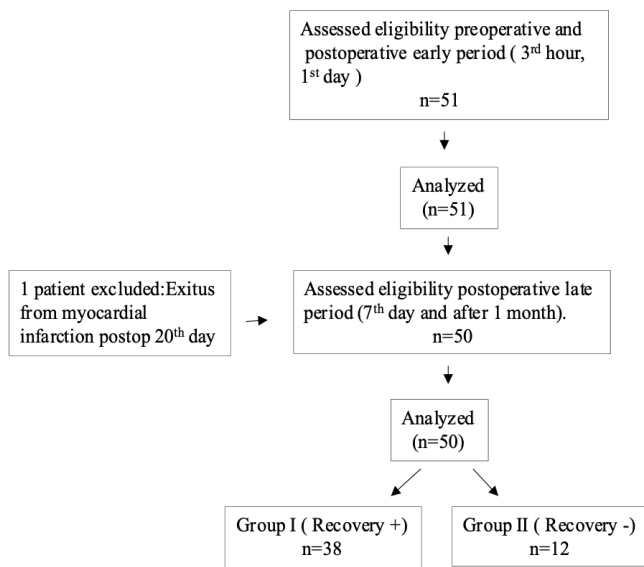 Assessed eligibility preoperative and
postoperative early period ( 3rd hour,
1st day )
n=51
Analyzed
(n=51)
1 patient excluded:Exitus
from myocardial
infarction postop 20th day
Assessed eligibility postoperative late
period (7th day and after 1 month).
n=50
Analyzed
(n=50)
Group I ( Recovery +)
n=38
Group II ( Recovery -)
n=12